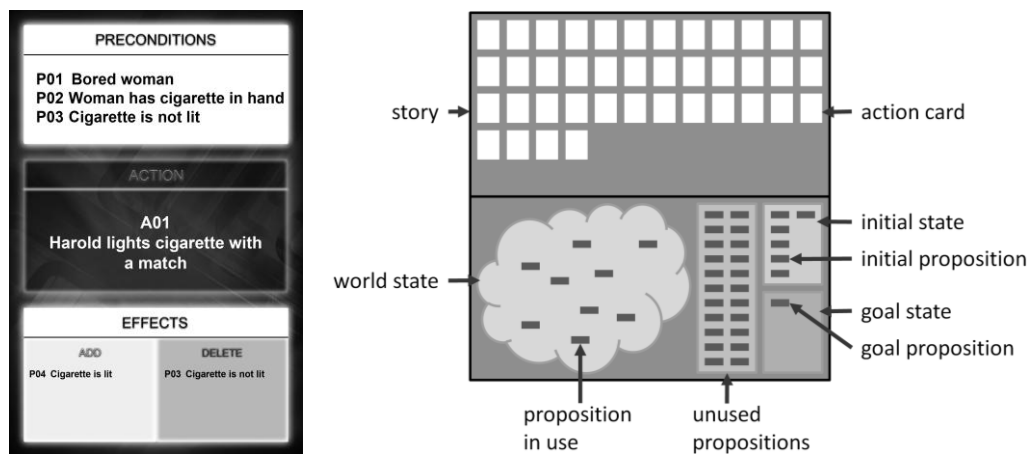 PRECONDITIONS
P01 Bored woman
P02 Woman has cigarette in hand
P03 Cigarette is not lit
ACTION
A01
Harold lights cigarette with
a match
EFFECTS
ADD
P04 Cigarette is lit
DELETE
P03 Cigarette is not lit
story
action card
world state
initial state
initial proposition
goal state
goal proposition
proposition
in use
unused
propositions